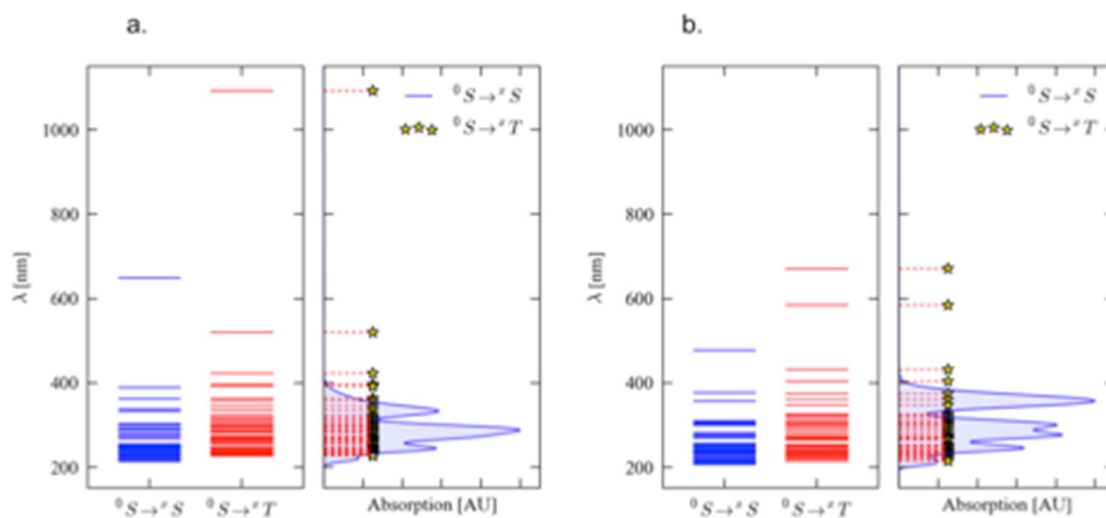 a.
b.
⁰S→ˣS
⁰S→ˣT
1000
800
600
400
200
λ [nm]
⁰S→ˣS
⁰S→ˣT
Absorption [AU]
⁰S→ˣS
⁰S→ˣT
1000
800
600
400
200
λ [nm]
⁰S→ˣS
⁰S→ˣT
Absorption [AU]